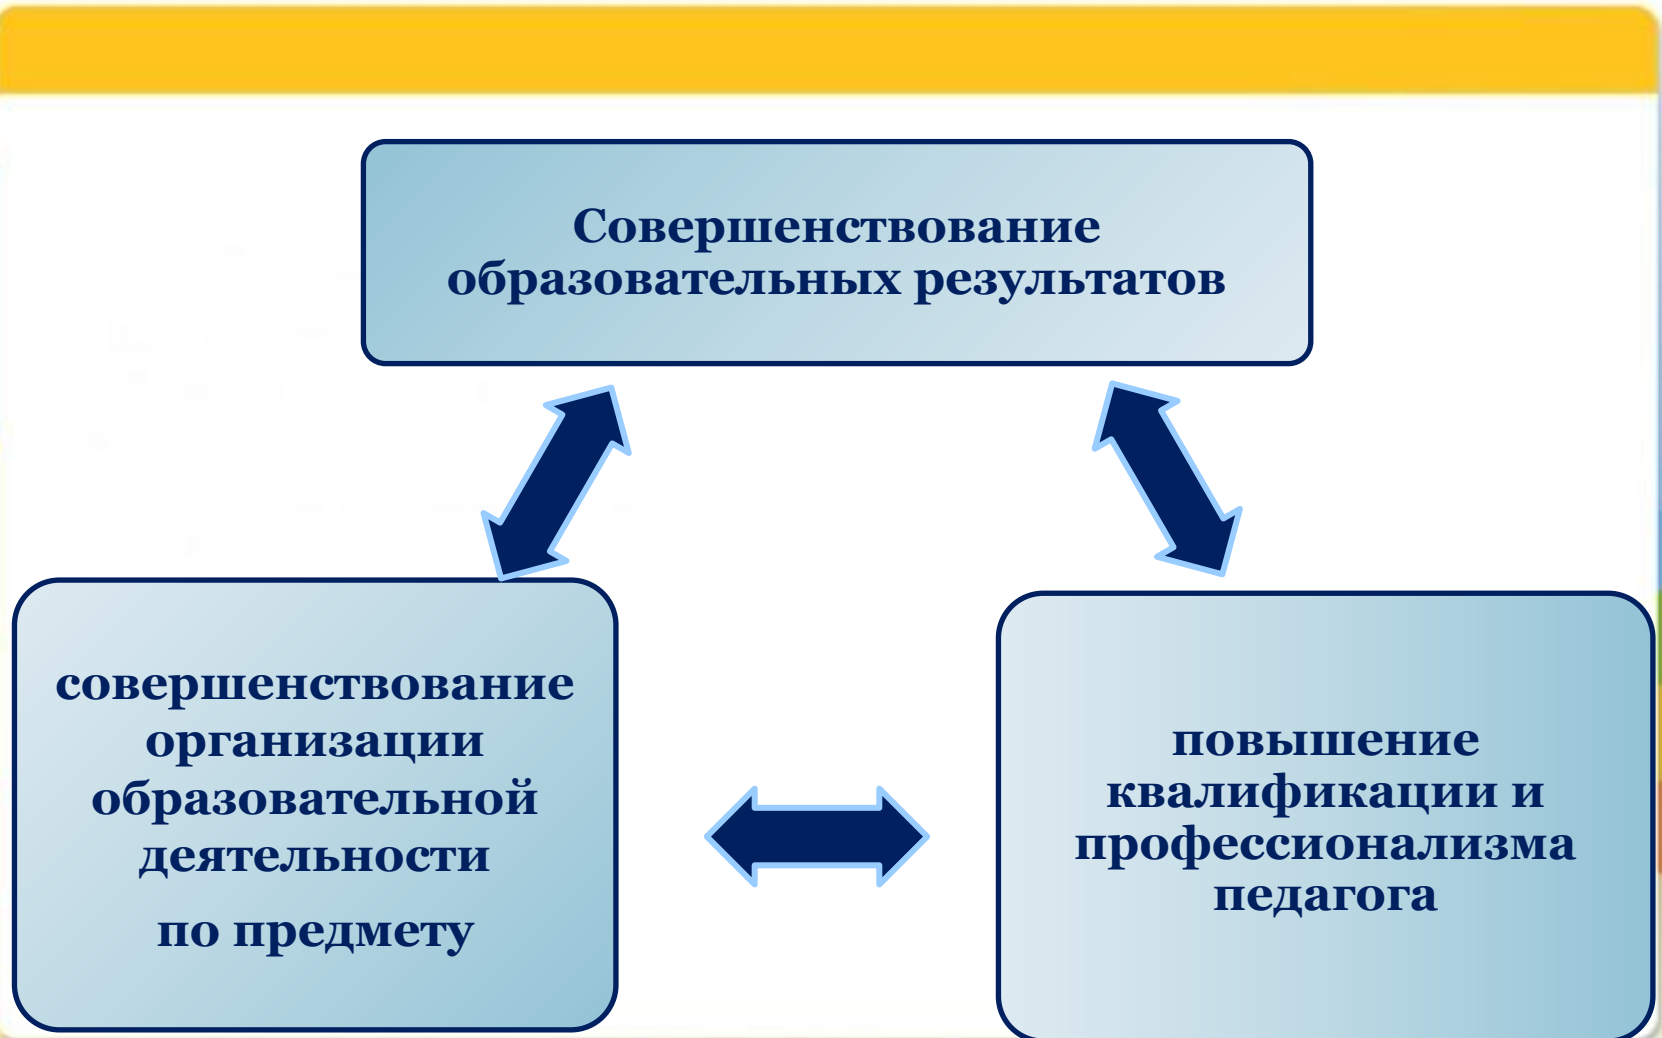 Совершенствование
образовательных результатов
совершенствование
организации
образовательной
деятельности
по предмету
повышение
квалификации и
профессионализма
педагога